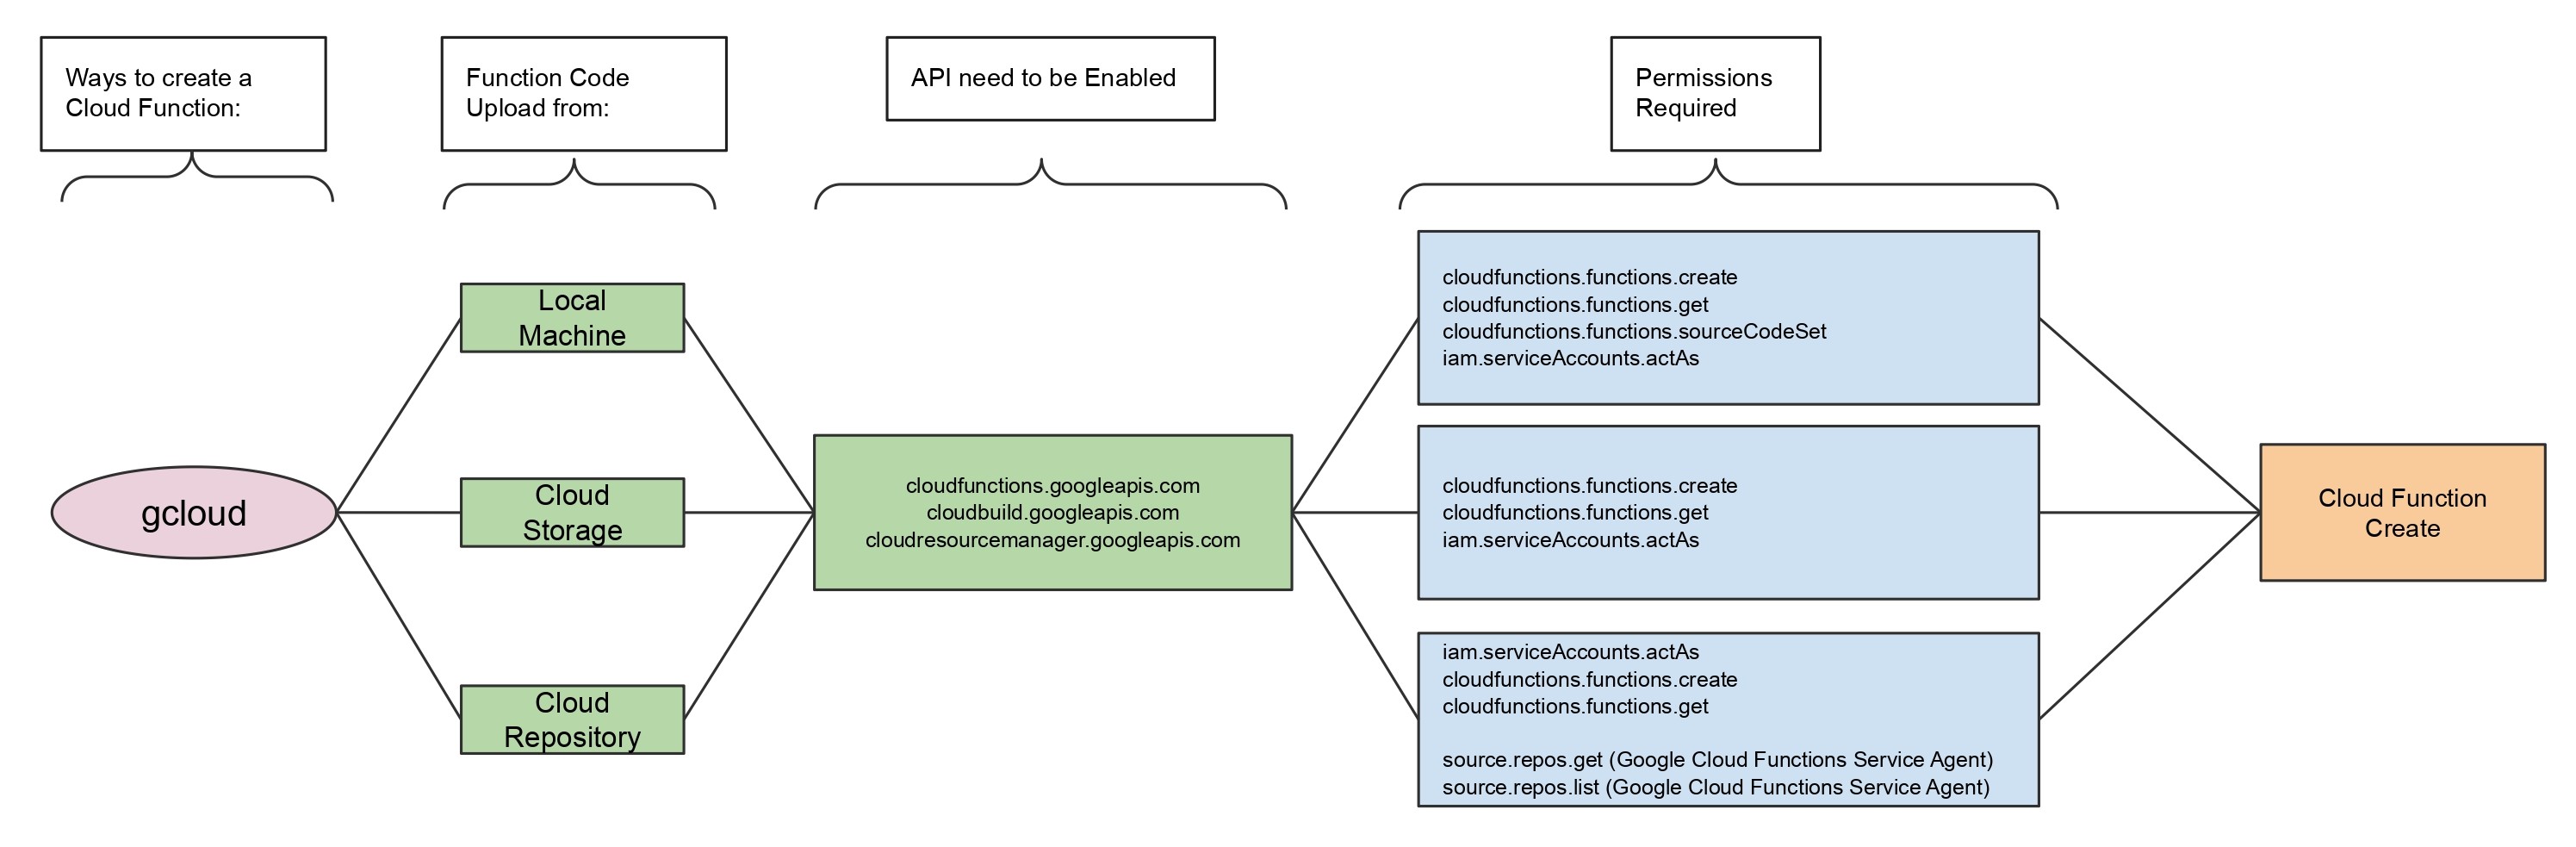 Ways to create a
Cloud Function:
Function Code
Upload from:
API need to be Enabled
Permissions
Required
gcloud
Local
Machine
Cloud
Storage
Cloud
Repository
cloudfunctions.googleapis.com
cloudbuild.googleapis.com
cloudresourcemanager.googleapis.com
cloudfunctions.functions.create
cloudfunctions.functions.get
cloudfunctions.functions.sourceCodeSet
iam.serviceAccounts.actAs
cloudfunctions.functions.create
cloudfunctions.functions.get
iam.serviceAccounts.actAs
iam.serviceAccounts.actAs
cloudfunctions.functions.create
cloudfunctions.functions.get
source.repos.get (Google Cloud Functions Service Agent)
source.repos.list (Google Cloud Functions Service Agent)
Cloud Function
Create